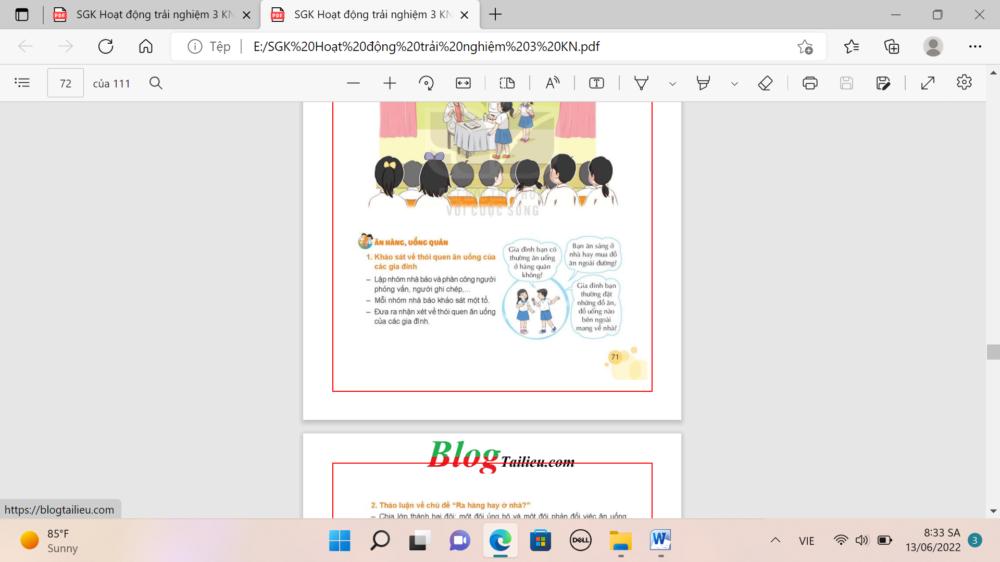 SGK Hoạt động trải nghiệm 3 KN
SGK Hoạt động trải nghiệm 3 KN
Tệp
E:/SGK%20Hoạt%20động%20trải%20nghiệm%203%20KN.pdf
72
của 111
VỚI CUỘC SỐNG
ĂN HÀNG, UỐNG QUÁN
1. Khảo sát về thói quen ăn uống của
các gia đình
– Lập nhóm nhà báo và phân công người
phỏng vấn, người ghi chép,...
– Mỗi nhóm nhà báo khảo sát một tổ.
– Đưa ra nhận xét về thói quen ăn uống
của các gia đình.
Gia đình bạn có
thường ăn uống
ở hàng quán
không?
Bạn ăn sáng ở
nhà hay mua đồ
ăn ngoài đường?
Gia đình bạn
thường đặt
những đồ ăn,
đồ uống nào
bên ngoài
mang về nhà?
71
Blog Tailieu.com
2. Thảo luận về chủ đề “Ra hàng hay ở nhà?”
– Chia lớp thành hai đội: một đội ủng hộ và một đội phản đối việc ăn uống
https://blogtailieu.com
85°F
Sunny
DELL
VIE
8:33 SA
13/06/2022
3